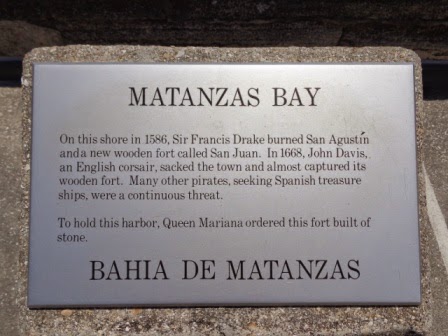 MATANZAS BAY
On this shore in 1586, Sir Francis Drake burned San Agustín
and a new wooden fort called San Juan. In 1668, John Davis,
an English corsair, sacked the town and almost captured its
wooden fort. Many other pirates, seeking Spanish treasure
ships, were a continuous threat.
To hold this harbor, Queen Mariana ordered this fort built of
stone.
BAHIA DE MATANZAS